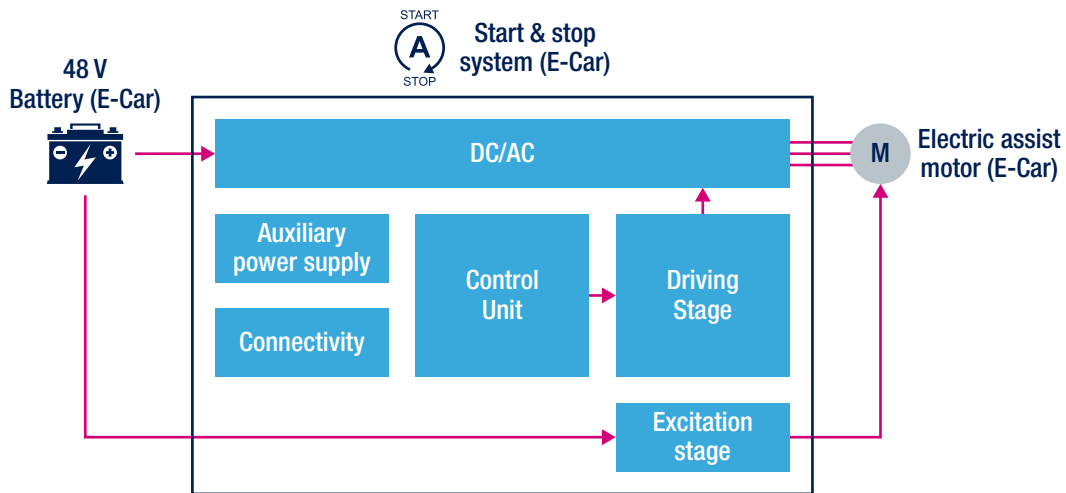 START
A
STOP
Start & stop
system (E-Car)
48 V
Battery (E-Car)
DC/AC
M
Electric assist
motor (E-Car)
Auxiliary
power supply
Control
Unit
Driving
Stage
Connectivity
Excitation
stage